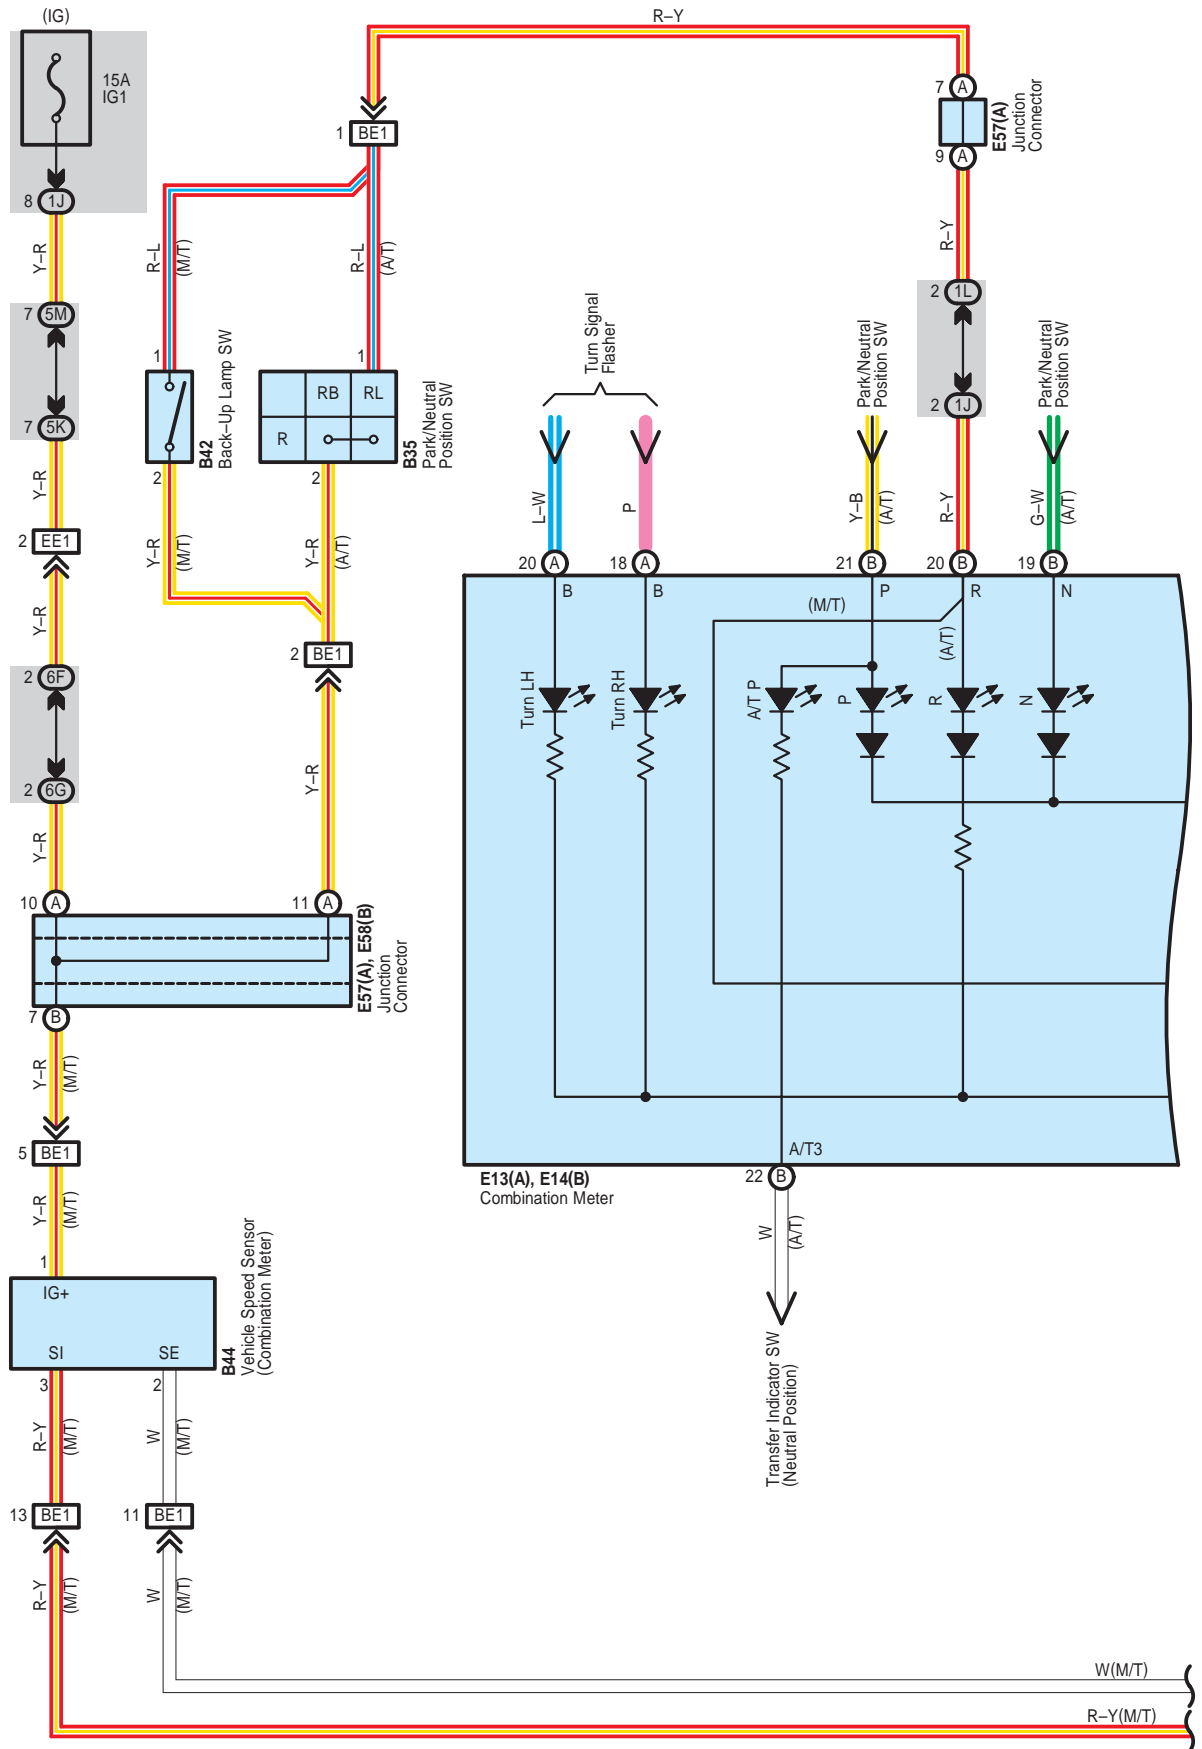 (IG)
15A
IG1
8 1J
Y–R
7 5M
7 5K
Y–R
2 EE1
Y–R
2 6F
2 6G
Y–R
10 A
11 A
E57(A), E58(B)
Junction
Connector
7 B
Y–R
(M/T)
5 BE1
Y–R
(M/T)
1
IG+
SI
SE
B44
Vehicle Speed Sensor
(Combination Meter)
3
2
R–Y
(M/T)
W
(M/T)
13 BE1
11 BE1
R–Y
(M/T)
W
(M/T)
W(M/T)
R–Y(M/T)
R–Y
1 BE1
R–L
(M/T)
R–L
(A/T)
1
2
B42
Back–Up Lamp SW
1
RB RL
R
2
B35
Park/Neutral
Position SW
Y–R
(M/T)
Y–R
(A/T)
2 BE1
Y–R
7 A
9 A
E57(A)
Junction
Connector
R–Y
2 1L
2 1J
R–Y
Turn Signal
Flasher
L–W
P
Park/Neutral
Position SW
Y–B
(A/T)
Park/Neutral
Position SW
G–W
(A/T)
20 A
18 A
21 B
20 B
19 B
B
B
P
R
N
(M/T)
(A/T)
Turn LH
Turn RH
A/T P
P
R
N
A/T3
22 B
E13(A), E14(B)
Combination Meter
W
(A/T)
Transfer Indicator SW
(Neutral Position)